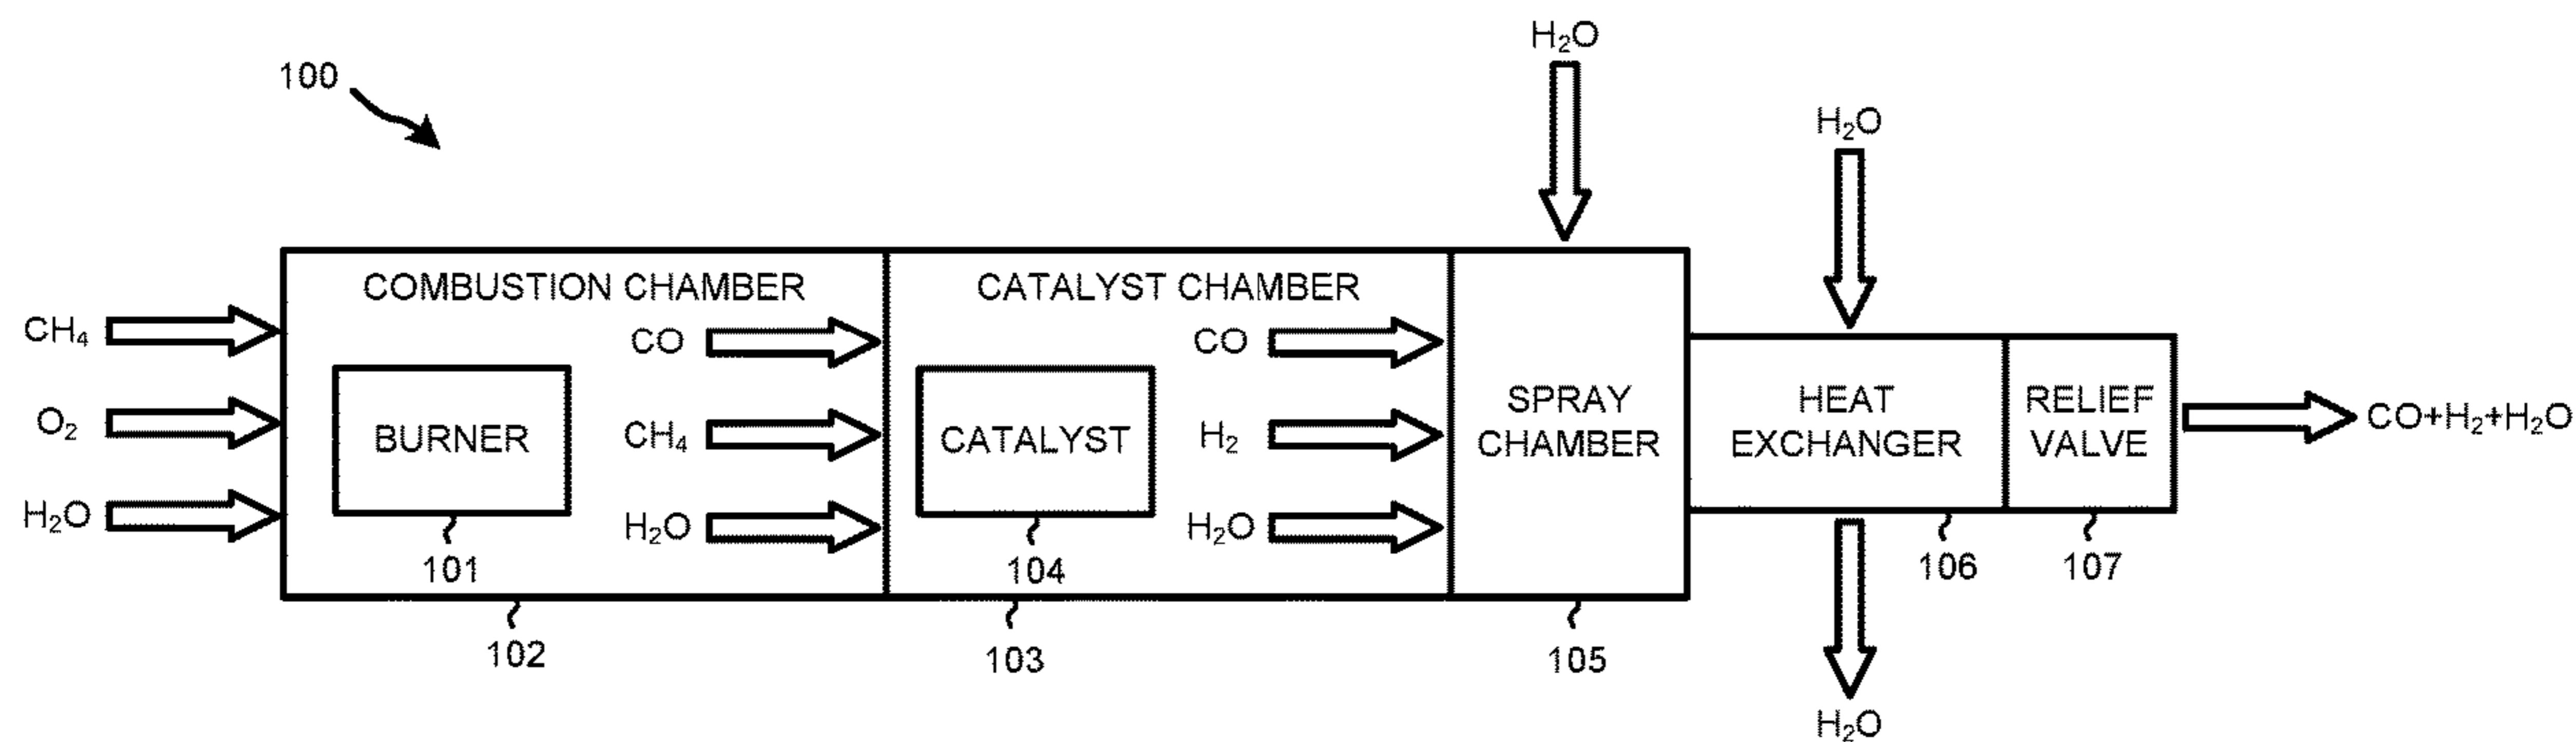 100
H₂O
H₂O
COMBUSTION CHAMBER
CATALYST CHAMBER
CH₄
O₂
H₂O
BURNER
101
CO
CH₄
H₂O
CATALYST
104
CO
H₂
H₂O
SPRAY
CHAMBER
HEAT
EXCHANGER
RELIEF
VALVE
CO+H₂+H₂O
102
103
105
106
107
H₂O